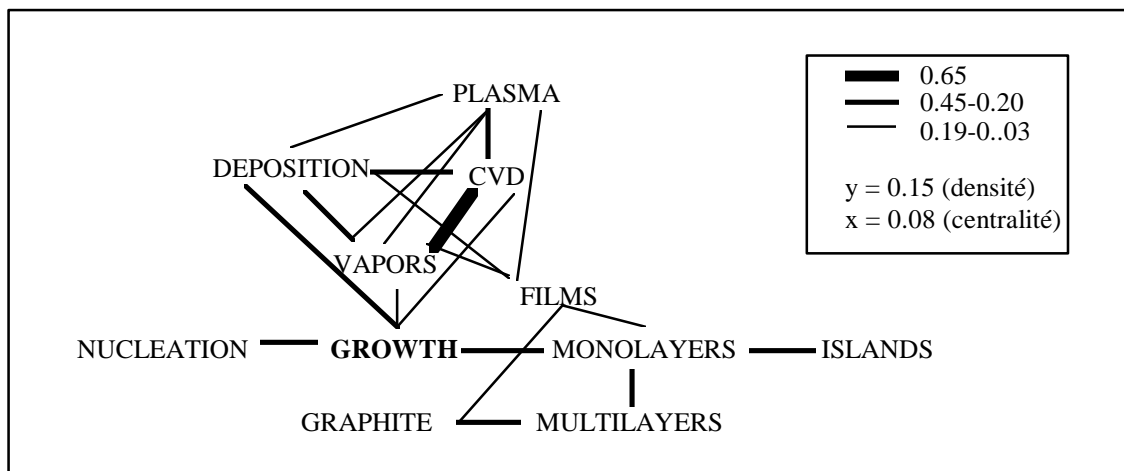 PLASMA
0.65
0.45-0.20
0.19-0..03
DEPOSITION
CVD
y = 0.15 (densité)
x = 0.08 (centralité)
VAPORS
FILMS
NUCLEATION
GROWTH
MONOLAYERS
ISLANDS
GRAPHITE
MULTILAYERS